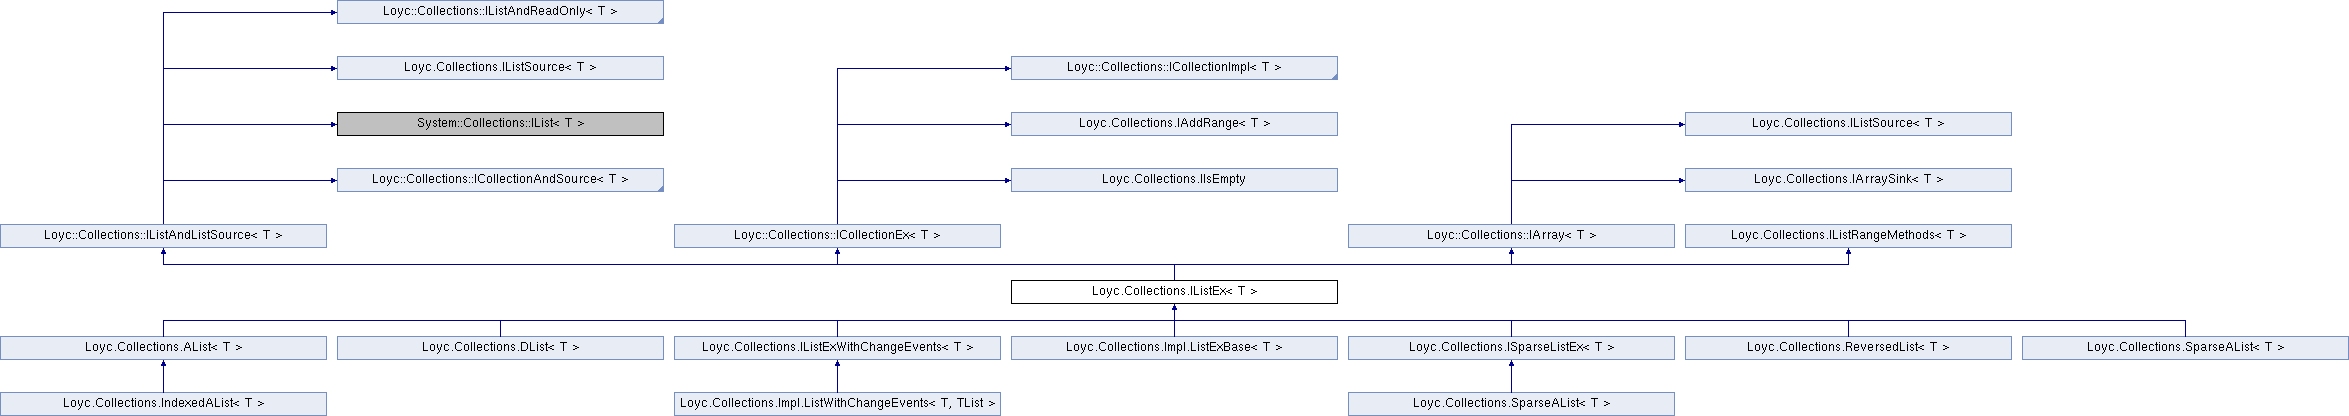 Loyc::Collections::IListAndReadOnly< T >
Loyc.Collections.IListSource< T >
Loyc::Collections::ICollectionImpl< T >
System::Collections::IList< T >
Loyc.Collections.IAddRange< T >
Loyc.Collections.IListSource< T >
Loyc::Collections::ICollectionAndSource< T >
Loyc.Collections.IIsEmpty
Loyc.Collections.IArraySink< T >
Loyc::Collections::IListAndListSource< T >
Loyc::Collections::ICollectionEx< T >
Loyc::Collections::IArray< T >
Loyc.Collections.IListRangeMethods< T >
Loyc.Collections.IListEx< T >
Loyc.Collections.AList< T >
Loyc.Collections.DList< T >
Loyc.Collections.IListExWithChangeEvents< T >
Loyc.Collections.Impl.ListExBase< T >
Loyc.Collections.ISparseListEx< T >
Loyc.Collections.ReversedList< T >
Loyc.Collections.SparseAList< T >
Loyc.Collections.IndexedAList< T >
Loyc.Collections.Impl.ListWithChangeEvents< T, TList >
Loyc.Collections.SparseAList< T >